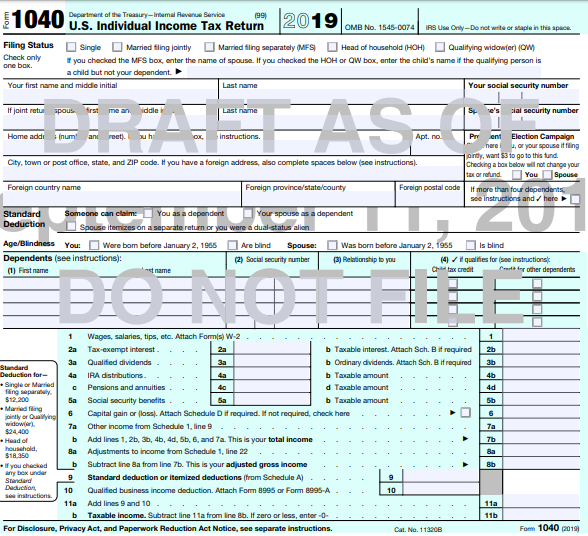 Form 1040 Department of the Treasury—Internal Revenue Service (99) U.S. Individual Income Tax Return 2019 OMB No. 1545-0074 IRS Use Only—Do not write or staple in this space.
Filing Status Single Married filing jointly Married filing separately (MFS) Head of household (HOH) Qualifying widow(er) (QW)
Check only one box. If you checked the MFS box, enter the name of spouse. If you checked the HOH or QW box, enter the child's name if the qualifying person is
a child but not your dependent. ▶
Your first name and middle initial Last name Your social security number
If joint return, spouse's first name and middle initial Last name Spouse's social security number
DRAFT AS OF
Home address (number and street). If you have a box, see instructions. Apt. no. Presidential Election Campaign
Check here if you, or your spouse if filing
jointly, want $3 to go to this fund.
Checking a box below will not change your
tax or refund. You Spouse
City, town or post office, state, and ZIP code. If you have a foreign address, also complete spaces below (see instructions).
Foreign country name Foreign province/state/county Foreign postal code If more than four dependents,
see instructions and ✓ here ▶
September 11, 201
Standard Deduction Someone can claim: You as a dependent Your spouse as a dependent
Spouse itemizes on a separate return or you were a dual-status alien
Age/Blindness You: Were born before January 2, 1955 Are blind Spouse: Was born before January 2, 1955 Is blind
Dependents (see instructions): (2) Social security number (3) Relationship to you (4) ✓ if qualifies for (see instructions):
(1) First name Last name Child tax credit Credit for other dependents
DO NOT FILE
1 Wages, salaries, tips, etc. Attach Form(s) W-2 1
2a Tax-exempt interest 2a b Taxable interest. Attach Sch. B if required 2b
3a Qualified dividends 3a b Ordinary dividends. Attach Sch. B if required 3b
4a IRA distributions 4a b Taxable amount 4b
c Pensions and annuities 4c d Taxable amount 4d
5a Social security benefits 5a b Taxable amount 5b
6 Capital gain or (loss). Attach Schedule D if required. If not required, check here ▶ 6
7a Other income from Schedule 1, line 9 7a
b Add lines 1, 2b, 3b, 4b, 4d, 5b, 6, and 7a. This is your total income ▶ 7b
8a Adjustments to income from Schedule 1, line 22 8a
b Subtract line 8a from line 7b. This is your adjusted gross income ▶ 8b
9 Standard deduction or itemized deductions (from Schedule A) 9
10 Qualified business income deduction. Attach Form 8995 or Form 8995-A 10
11a Add lines 9 and 10 11a
b Taxable income. Subtract line 11a from line 8b. If zero or less, enter -0- 11b
Standard
Deduction for—
• Single or Married
filing separately,
$12,200
• Married filing
jointly or Qualifying
widow(er),
$24,400
• Head of
household,
$18,350
• If you checked
any box under
Standard
Deduction,
see instructions.
For Disclosure, Privacy Act, and Paperwork Reduction Act Notice, see separate instructions. Cat. No. 11320B Form 1040 (2019)